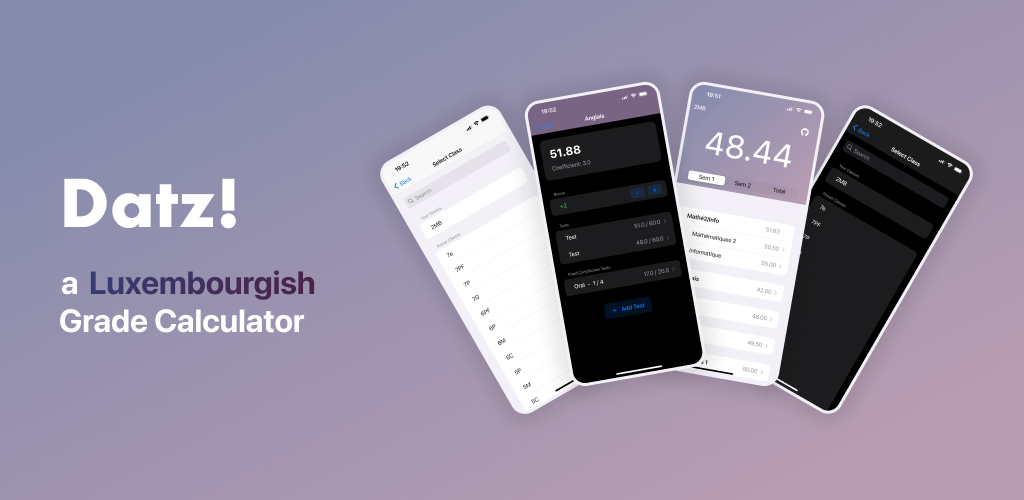 Datz!
a Luxembourgish
Grade Calculator
19:52
Back
Select Class
Search
Your Classes
2MB
Preset Classes
7e
7PF
7P
7G
6PF
6P
6M
6C
5P
5M
5C
19:52
Anglais
51.88
Coefficient: 3.0
Bonus
+2
-
+
Tests
Test 51.0 / 60.0
Test 48.0 / 60.0
Fixed Contribution Tests
Oral - 1 / 4 17.0 / 20.0
+ Add Test
19:51
2MB
48.44
Sem 1 Sem 2 Total
Mathé2/Info 51.63
Mathématiques 2 50.50
Informatique 55.00
42.00
48.00
49.50
50.00
19:52
Back
Select Class
Search
Your Classes
2MB
Preset Classes
7e
7PF